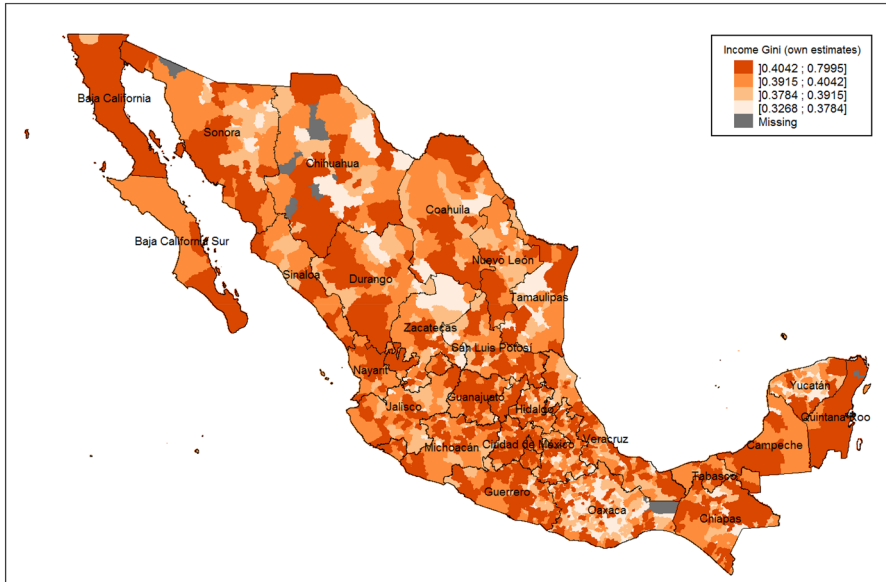 Income Gini (own estimates)
]0.4042 ; 0.7995]
]0.3915 ; 0.4042]
]0.3784 ; 0.3915]
[0.3268 ; 0.3784]
Missing
Baja California
Sonora
Chihuahua
Coahuila
Baja California Sur
Nuevo León
Sinaloa
Durango
Tamaulipas
Zacatecas
San Luis Potosí
Nayarit
Yucatán
Guanajuato
Jalisco
Hidalgo
Quintana Roo
Michoacán
Ciudad de México
Veracruz
Campeche
Tabasco
Guerrero
Oaxaca
Chiapas